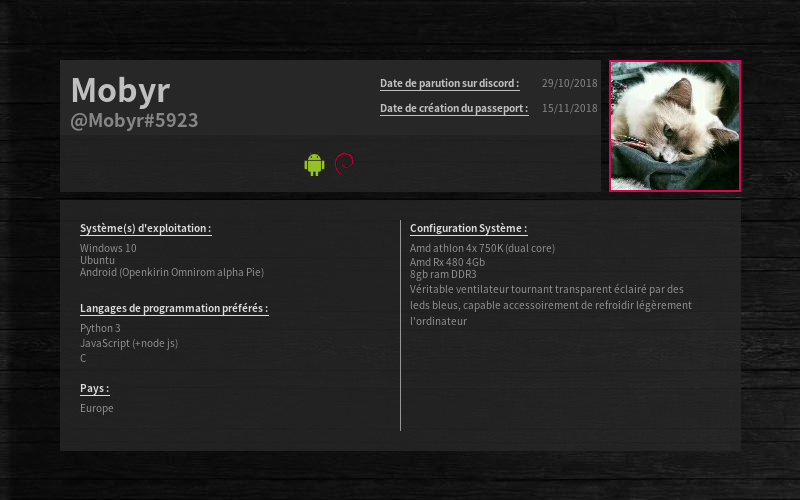 Mobyr
@Mobyr#5923
Date de parution sur discord : 29/10/2018
Date de création du passeport : 15/11/2018
Système(s) d'exploitation :
Windows 10
Ubuntu
Android (Openkirin Omnirom alpha Pie)
Langages de programmation préférés :
Python 3
JavaScript (+node js)
C
Pays :
Europe
Configuration Système :
Amd athlon 4x 750K (dual core)
Amd Rx 480 4Gb
8gb ram DDR3
Véritable ventilateur tournant transparent éclairé par des
leds bleus, capable accessoirement de refroidir légèrement
l'ordinateur